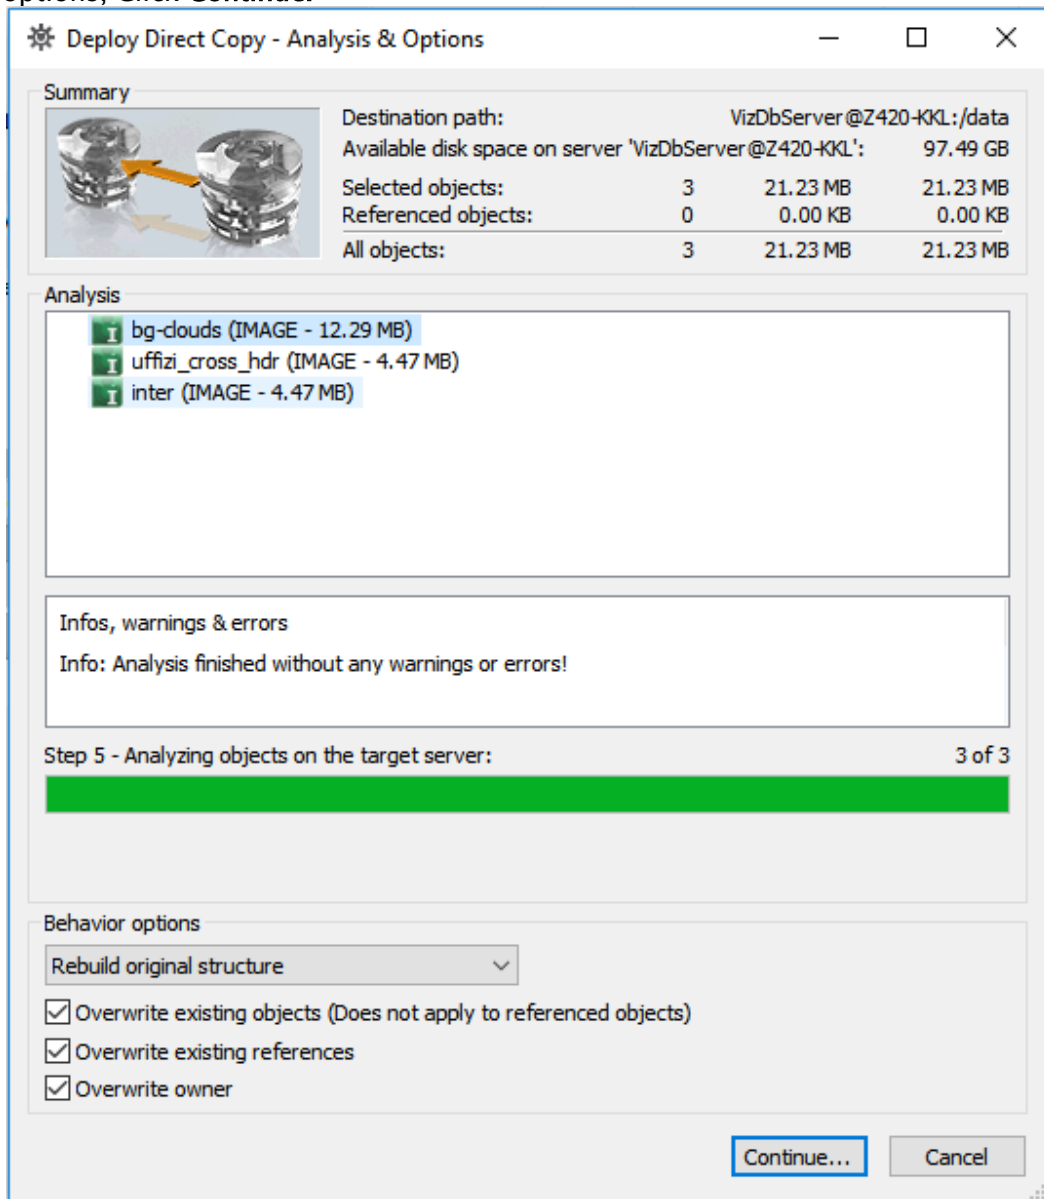 options, Click Continue.
Deploy Direct Copy - Analysis & Options
Summary
Destination path: VizDbServer@Z420-KKL:/data
Available disk space on server 'VizDbServer@Z420-KKL': 97.49 GB
Selected objects: 3 21.23 MB 21.23 MB
Referenced objects: 0 0.00 KB 0.00 KB
All objects: 3 21.23 MB 21.23 MB
Analysis
I bg-clouds (IMAGE - 12.29 MB)
I uffizi_cross_hdr (IMAGE - 4.47 MB)
I inter (IMAGE - 4.47 MB)
Infos, warnings & errors
Info: Analysis finished without any warnings or errors!
Step 5 - Analyzing objects on the target server: 3 of 3
Behavior options
Rebuild original structure
Overwrite existing objects (Does not apply to referenced objects)
Overwrite existing references
Overwrite owner
Continue... Cancel